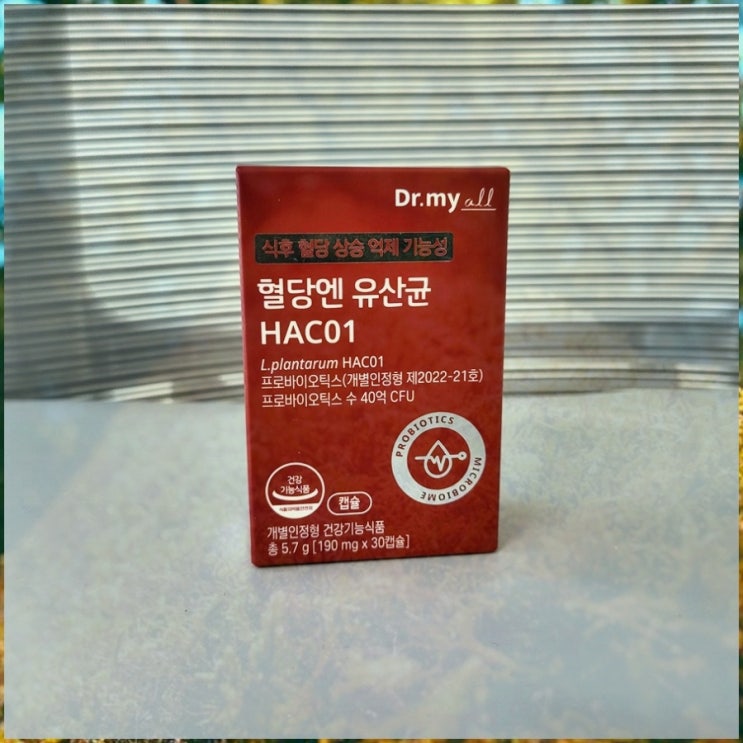 Dr.my all
식후 혈당 상승 억제 기능성
혈당엔 유산균
HAC01
L.plantarum HAC01
프로바이오틱스(개별인정형 제2022-21호)
프로바이오틱스 수 40억 CFU
PROBIOTICS
MICROBIOME
건강
기능식품
캡슐
개별인정형 건강기능식품
총 5.7 g [190 mg x 30캡슐]